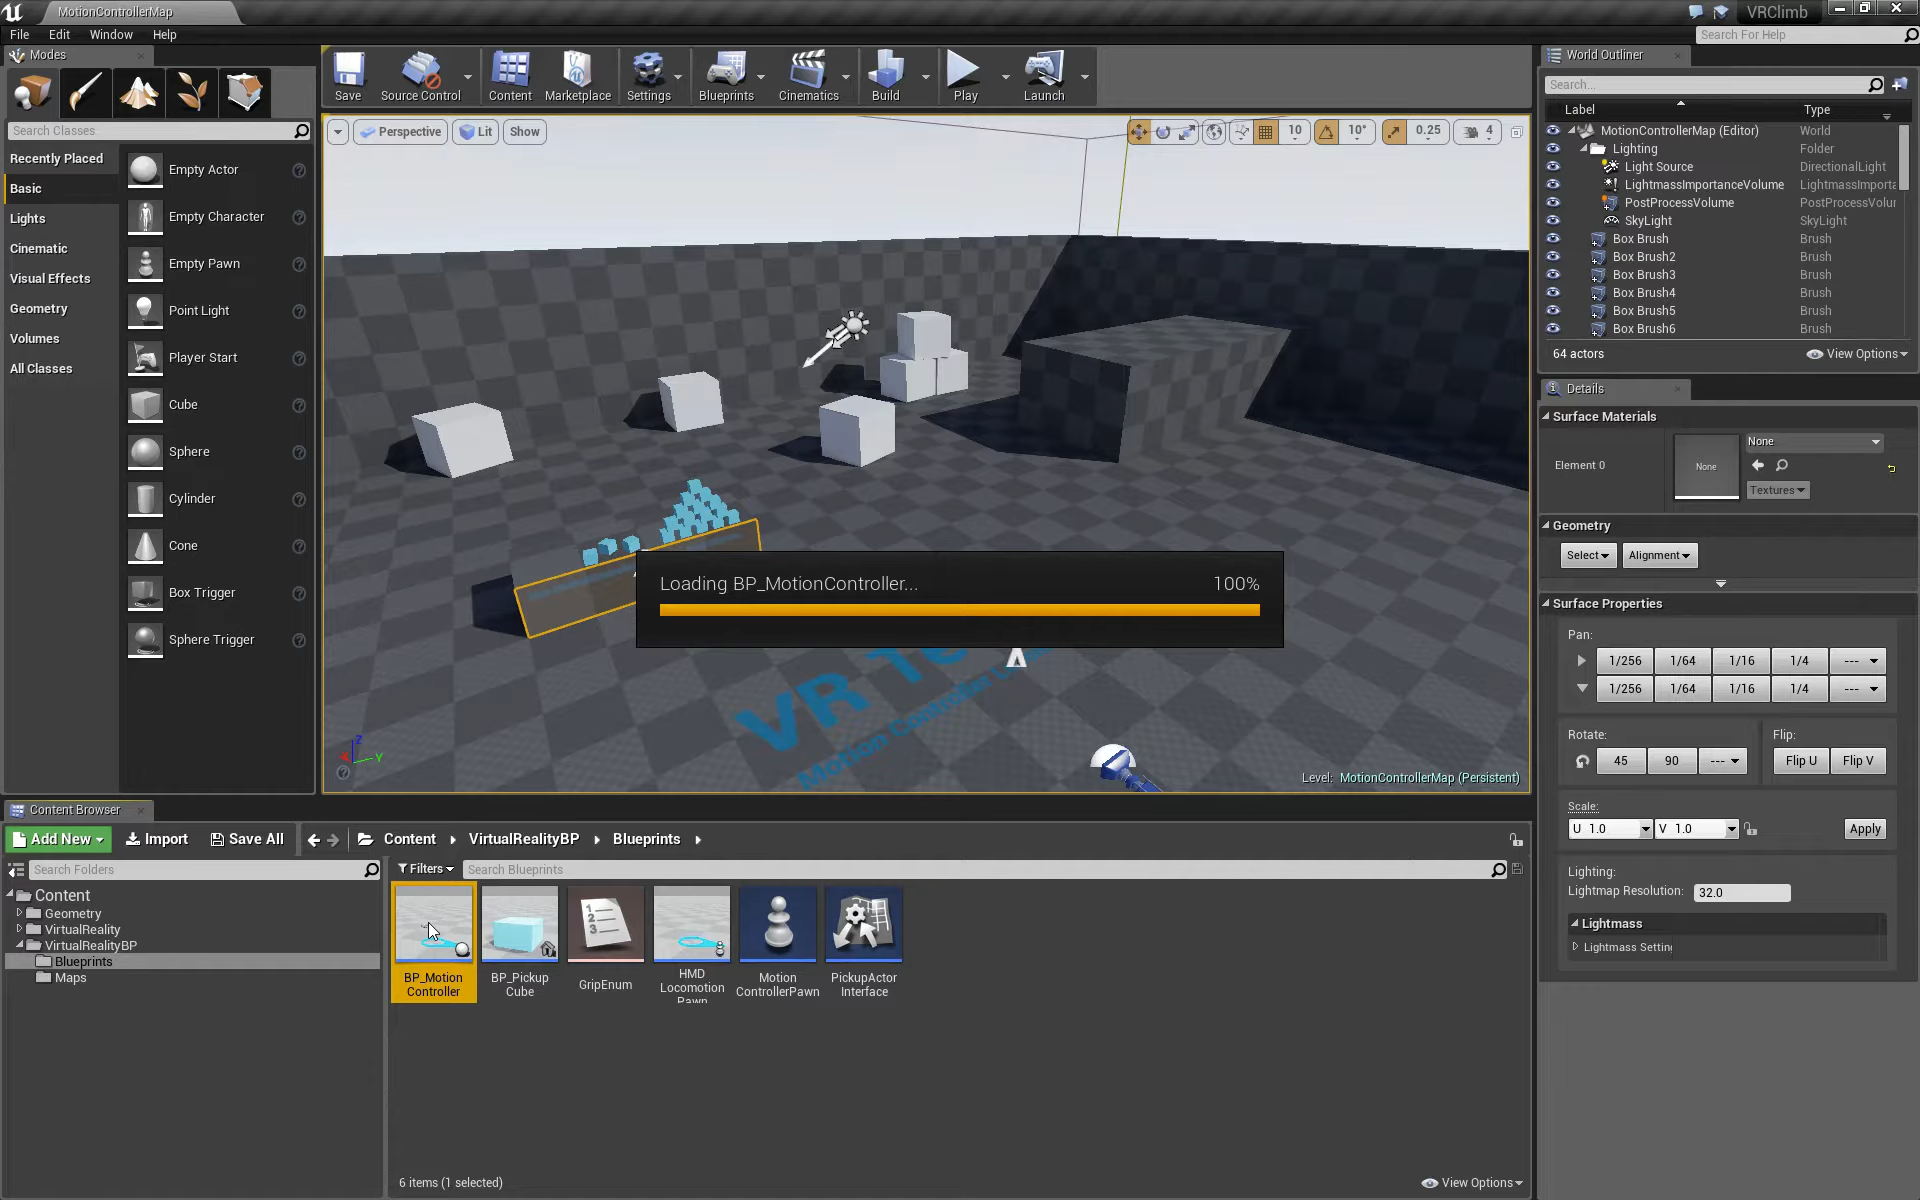 MotionControllerMap
VRClimb
File Edit Window Help
Search For Help
Modes
Search Classes
Recently Placed
Basic
Lights
Cinematic
Visual Effects
Geometry
Volumes
All Classes
Empty Actor
Empty Character
Empty Pawn
Point Light
Player Start
Cube
Sphere
Cylinder
Cone
Box Trigger
Sphere Trigger
Save Source Control Content Marketplace Settings Blueprints Cinematics Build Play Launch
Perspective Lit Show
10 10° 0.25 4
Loading BP_MotionController... 100%
VR
Motion Controller
X Z Y
Level: MotionControllerMap (Persistent)
World Outliner
Search...
Label Type
MotionControllerMap (Editor) World
Lighting Folder
Light Source DirectionalLight
LightmassImportanceVolume LightmassImporta
PostProcessVolume PostProcessVolur
SkyLight SkyLight
Box Brush Brush
Box Brush2 Brush
Box Brush3 Brush
Box Brush4 Brush
Box Brush5 Brush
Box Brush6 Brush
64 actors View Options
Details
Surface Materials
Element 0 None None
Textures
Geometry
Select Alignment
Surface Properties
Pan:
1/256 1/64 1/16 1/4 ---
1/256 1/64 1/16 1/4 ---
Rotate: Flip:
45 90 --- Flip U Flip V
Scale:
U 1.0 V 1.0 Apply
Lighting:
Lightmap Resolution: 32.0
Lightmass
Lightmass Settin
Content Browser
Add New Import Save All Content VirtualRealityBP Blueprints
Search Folders
Filters Search Blueprints
Content
Geometry
VirtualReality
VirtualRealityBP
Blueprints
Maps
BP_Motion
Controller
BP_Pickup
Cube
1
2
3
GripEnum
HMD
Locomotion
Pawn
Motion
ControllerPawn
PickupActor
Interface
6 items (1 selected) View Options